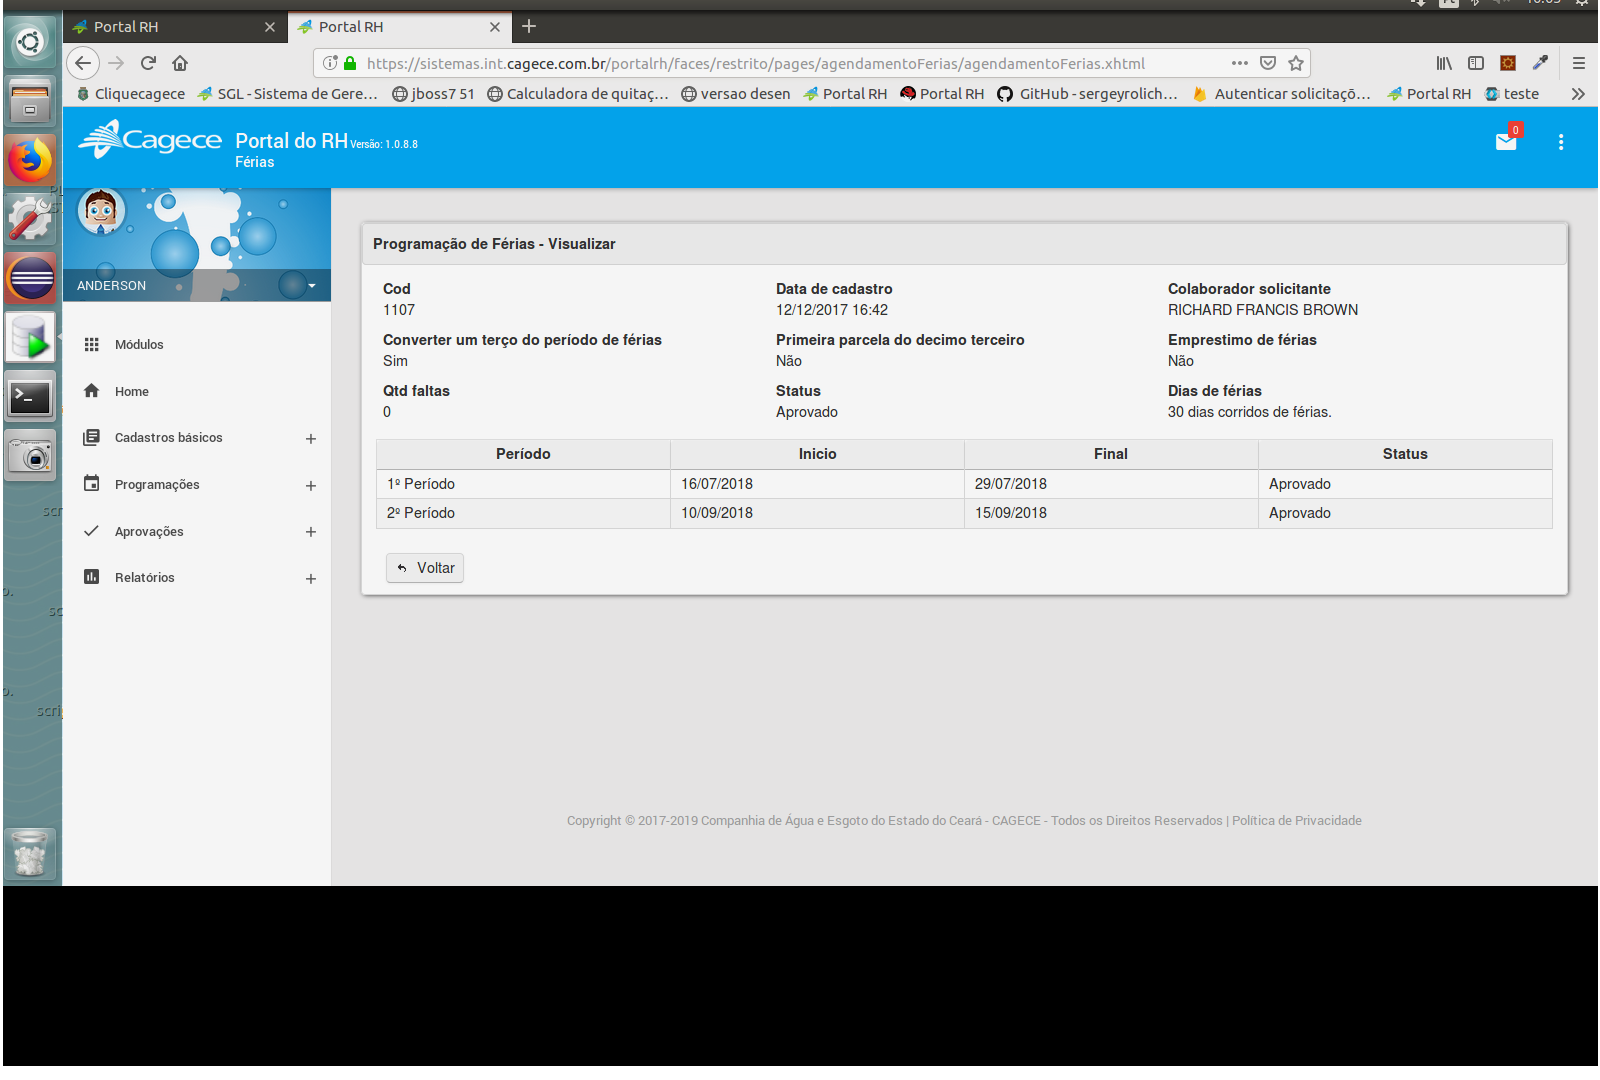 Portal RH
Portal RH
https://sistemas.int.cagece.com.br/portalrh/faces/restrito/pages/agendamentoFerias/agendamentoFerias.xhtml
Cliquecagece SGL - Sistema de Gere... jboss7 51 Calculadora de quitaç... versao desen Portal RH Portal RH GitHub - sergeyrolich... Autenticar solicitaçõ... Portal RH teste
Cagece Portal do RH Versão: 1.0.8.8
Férias
0
ANDERSON
Módulos
Home
Cadastros básicos
Programações
Aprovações
Relatórios
Programação de Férias - Visualizar
Cod Data de cadastro Colaborador solicitante
1107 12/12/2017 16:42 RICHARD FRANCIS BROWN
Converter um terço do período de férias Primeira parcela do decimo terceiro Emprestimo de férias
Sim Não Não
Qtd faltas Status Dias de férias
0 Aprovado 30 dias corridos de férias.
Período Inicio Final Status
1º Período 16/07/2018 29/07/2018 Aprovado
2º Período 10/09/2018 15/09/2018 Aprovado
Voltar
Copyright © 2017-2019 Companhia de Água e Esgoto do Estado do Ceará - CAGECE - Todos os Direitos Reservados | Política de Privacidade